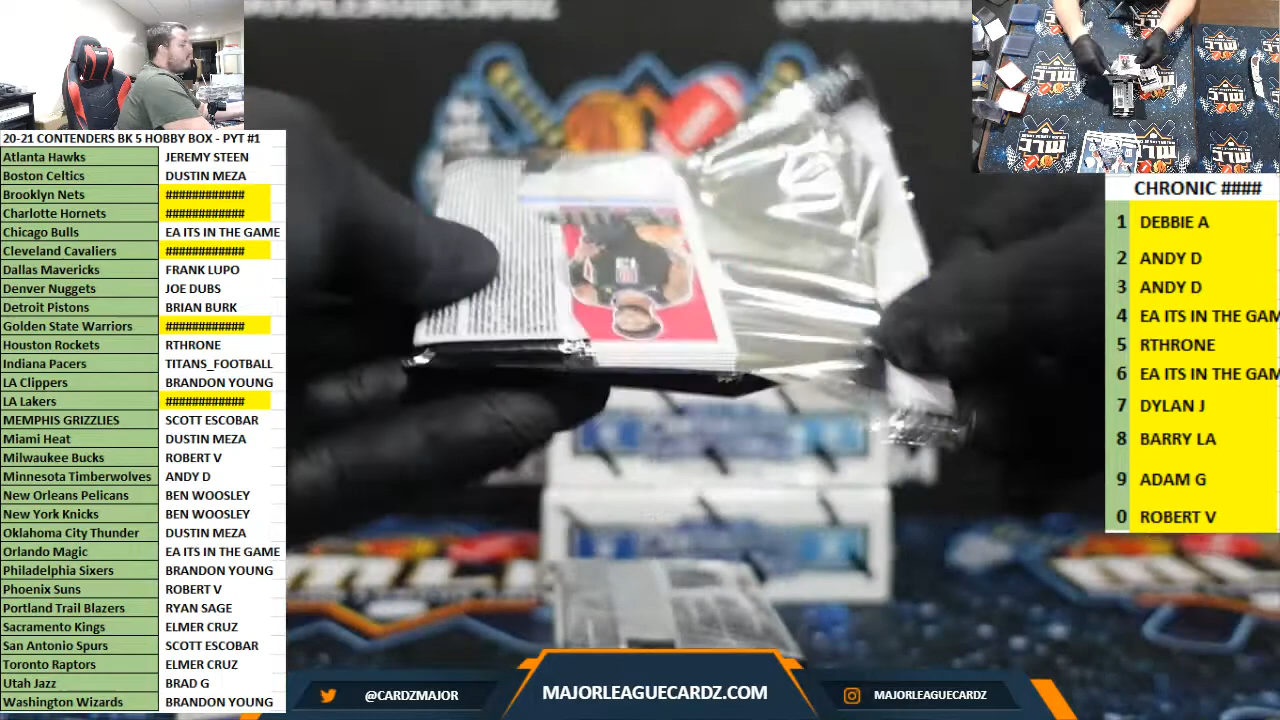 20-21 CONTENDERS BK 5 HOBBY BOX - PYT #1
Atlanta Hawks JEREMY STEEN
Boston Celtics DUSTIN MEZA
Brooklyn Nets ############
Charlotte Hornets ############
Chicago Bulls EA ITS IN THE GAME
Cleveland Cavaliers ############
Dallas Mavericks FRANK LUPO
Denver Nuggets JOE DUBS
Detroit Pistons BRIAN BURK
Golden State Warriors ############
Houston Rockets RTHRONE
Indiana Pacers TITANS_FOOTBALL
LA Clippers BRANDON YOUNG
LA Lakers ############
MEMPHIS GRIZZLIES SCOTT ESCOBAR
Miami Heat DUSTIN MEZA
Milwaukee Bucks ROBERT V
Minnesota Timberwolves ANDY D
New Orleans Pelicans BEN WOOSLEY
New York Knicks BEN WOOSLEY
Oklahoma City Thunder DUSTIN MEZA
Orlando Magic EA ITS IN THE GAME
Philadelphia Sixers BRANDON YOUNG
Phoenix Suns ROBERT V
Portland Trail Blazers RYAN SAGE
Sacramento Kings ELMER CRUZ
San Antonio Spurs SCOTT ESCOBAR
Toronto Raptors ELMER CRUZ
Utah Jazz BRAD G
Washington Wizards BRANDON YOUNG
CHRONIC ####
1 DEBBIE A
2 ANDY D
3 ANDY D
4 EA ITS IN THE GAM
5 RTHRONE
6 EA ITS IN THE GAM
7 DYLAN J
8 BARRY LA
9 ADAM G
0 ROBERT V
@CARDZMAJOR
MAJORLEAGUECARDZ.COM
MAJORLEAGUECARDZ
MLC